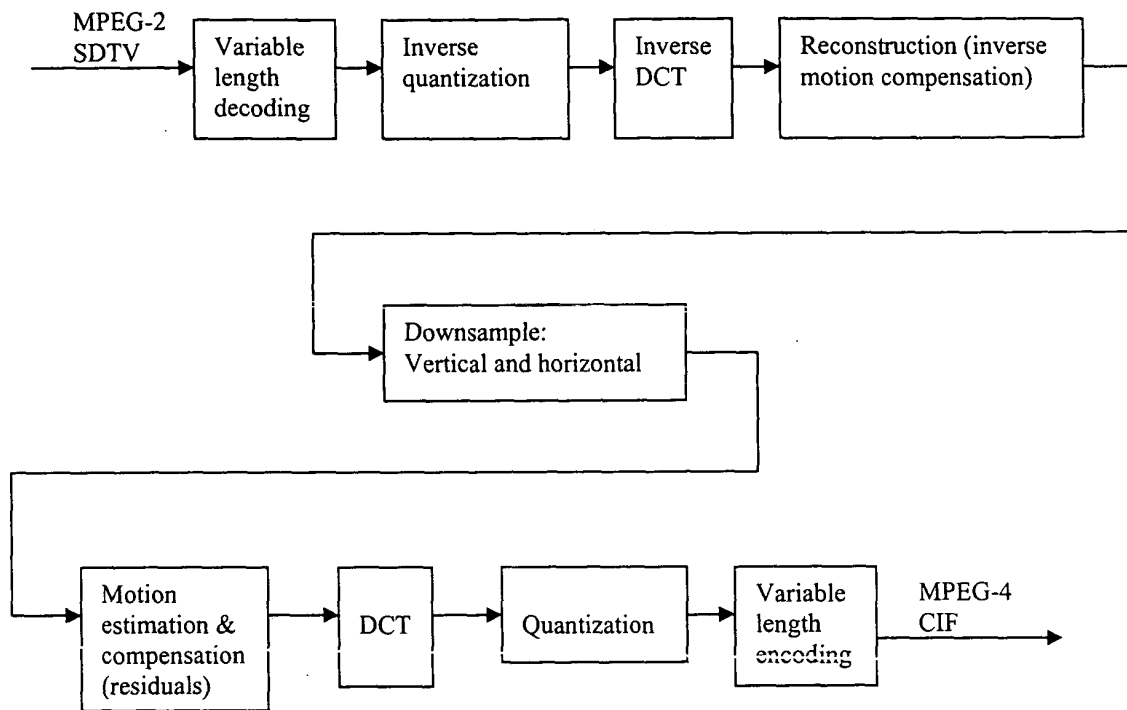 MPEG-2
SDTV
Variable
length
decoding
Inverse
quantization
Inverse
DCT
Reconstruction (inverse
motion compensation)
Downsample:
Vertical and horizontal
Motion
estimation &
compensation
(residuals)
DCT
Quantization
Variable
length
encoding
MPEG-4
CIF